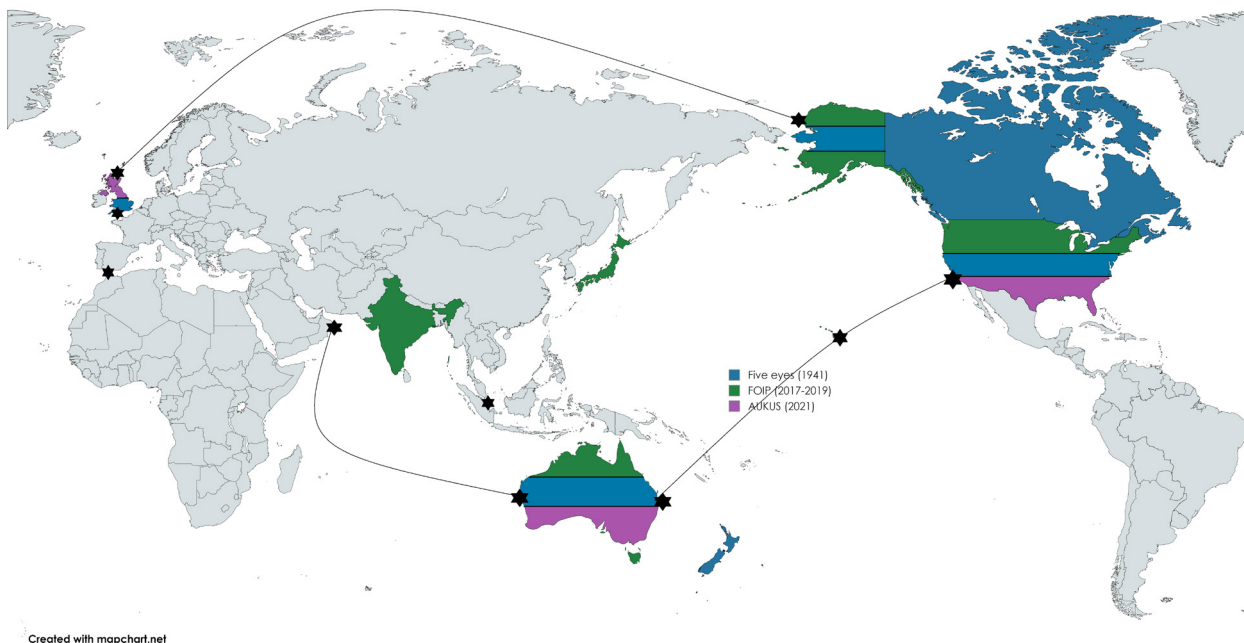 Five eyes (1941)
FOIP (2017-2019)
AUKUS (2021)
Created with mapchart.net